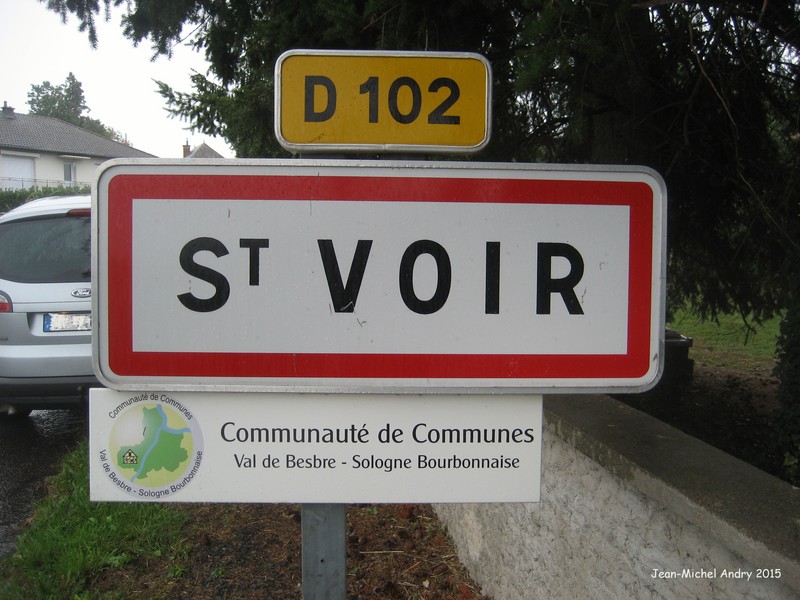 D 102
ST VOIR
Communauté de Communes
Val de Besbre - Sologne Bourbonnaise
Communauté de Communes
Val de Besbre - Sologne Bourbonnaise
Ford
Jean-Michel Andry 2015